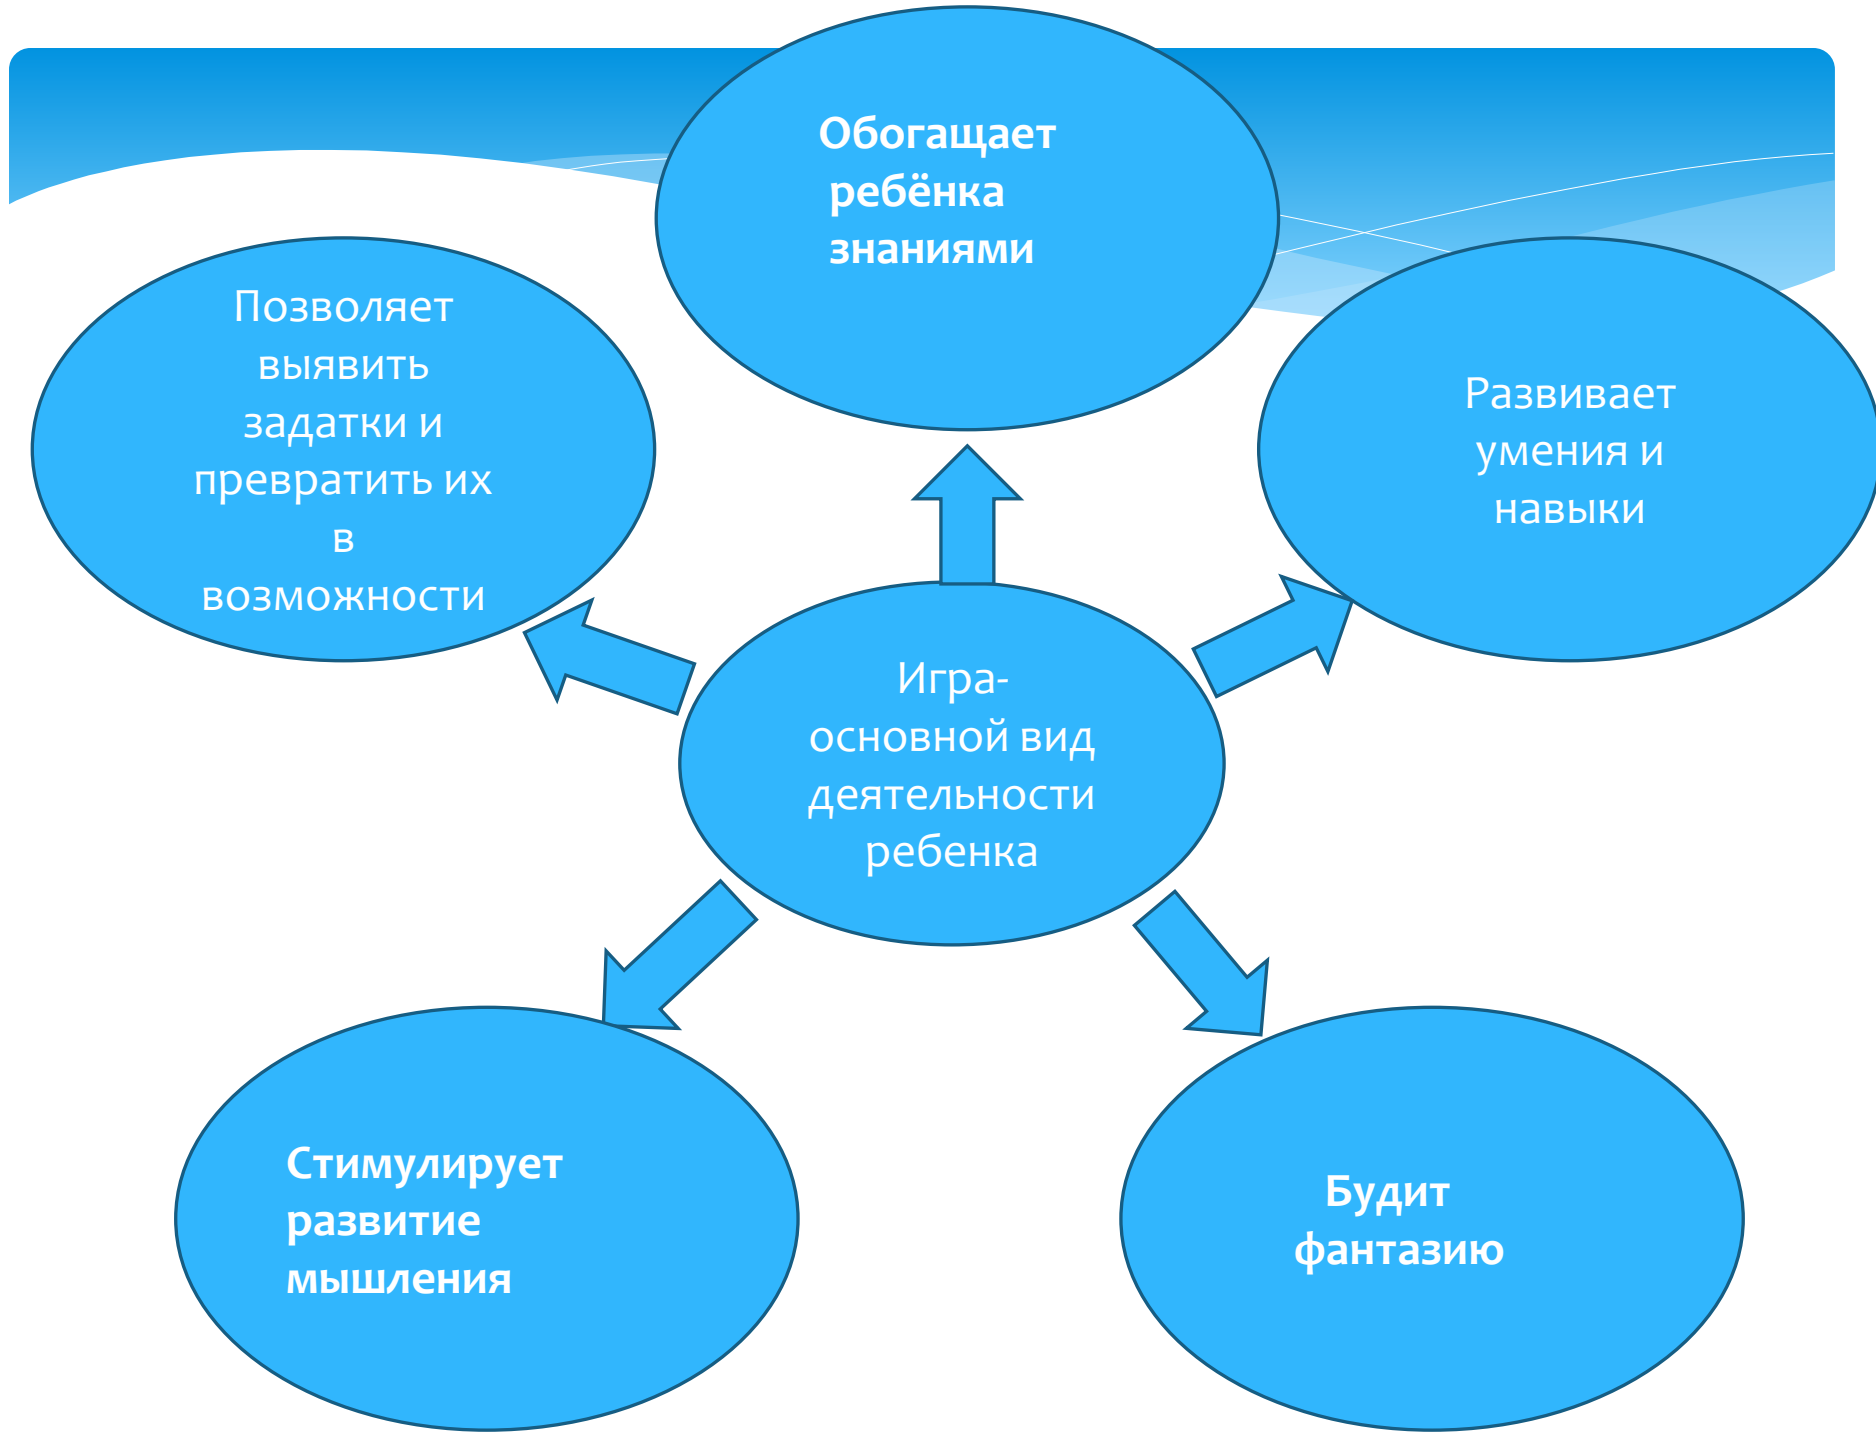 Обогащает
ребёнка
знаниями
Позволяет
выявить
задатки и
превратить их
в
возможности
Развивает
умения и
навыки
Игра-
основной вид
деятельности
ребенка
Стимулирует
развитие
мышления
Будит
фантазию